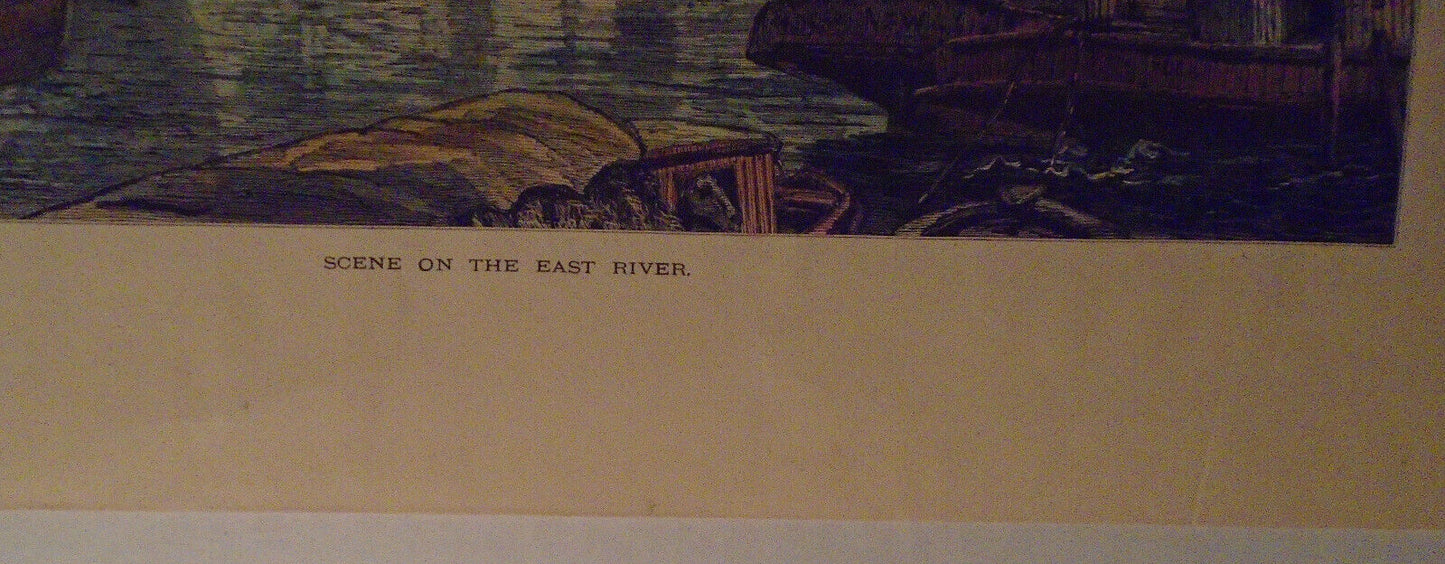 SCENE ON THE EAST RIVER.